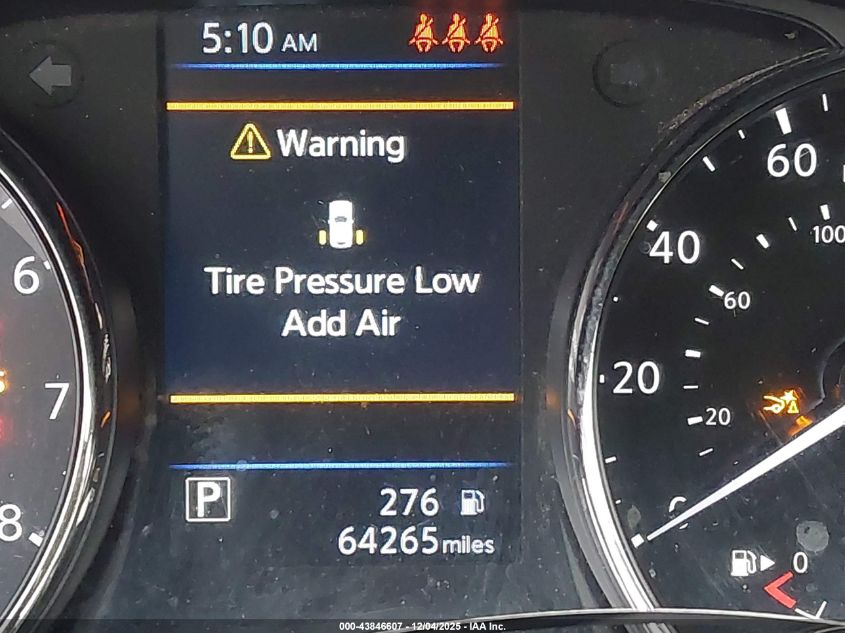 5:10 AM
Warning
Tire Pressure Low
Add Air
P
276
64265 miles
6
7
8
60
40
20
100
60
20
0
000-43846607 - 12/04/2025 - IAA Inc.